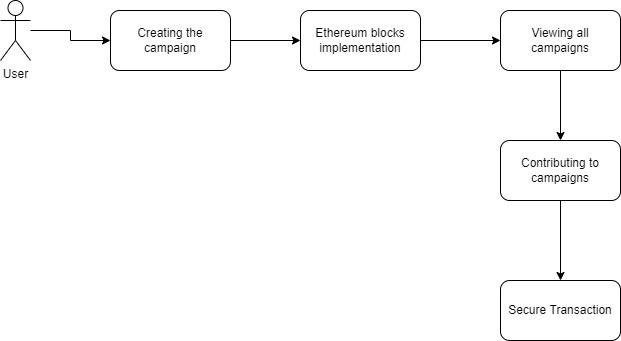 User
Creating the
campaign
Ethereum blocks
implementation
Viewing all
campaigns
Contributing to
campaigns
Secure Transaction